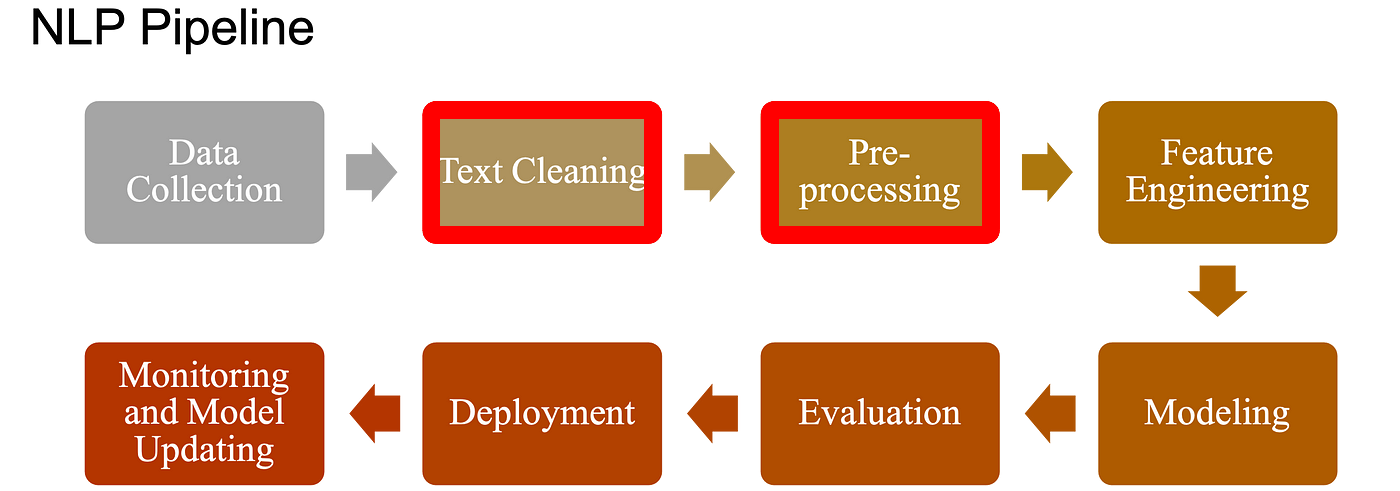 NLP Pipeline
Data
Collection
Text Cleaning
Pre-
processing
Feature
Engineering
Modeling
Evaluation
Deployment
Monitoring
and Model
Updating